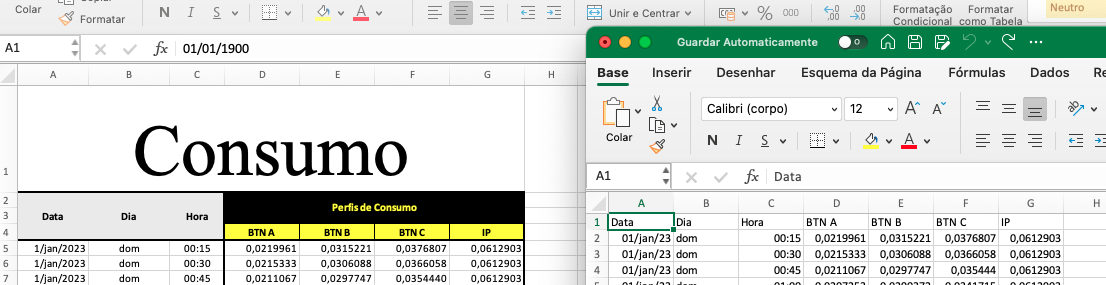 Colar
Copiar
Formatar
N I S
Unir e Centrar
% 000
Formatação
Condicional
Formatar
como Tabela
Neutro
A1
fx 01/01/1900
A B C D E F G H
1 Consumo
2
3 Data Dia Hora Perfis de Consumo
4 BTN A BTN B BTN C IP
5 1/jan/2023 dom 00:15 0,0219961 0,0315221 0,0376807 0,0612903
6 1/jan/2023 dom 00:30 0,0215333 0,0306088 0,0366058 0,0612903
7 1/jan/2023 dom 00:45 0,0211067 0,0297747 0,0354440 0,0612903
Guardar Automaticamente
Base Inserir Desenhar Esquema da Página Fórmulas Dados Re
Colar
Calibri (corpo) 12
N I S
A1
fx Data
A B C D E F G H
1 Data Dia Hora BTN A BTN B BTN C IP
2 01/jan/23 dom 00:15 0,0219961 0,0315221 0,0376807 0,0612903
3 01/jan/23 dom 00:30 0,0215333 0,0306088 0,0366058 0,0612903
4 01/jan/23 dom 00:45 0,0211067 0,0297747 0,035444 0,0612903